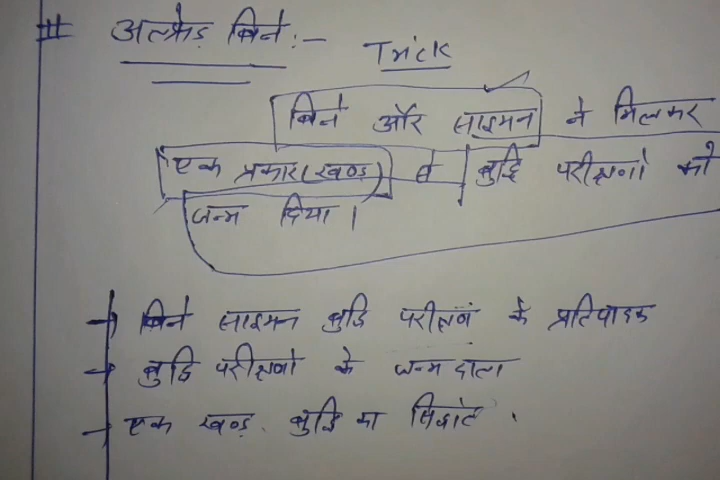 # अल्फ्रेड बिने :-
Trick
बिने और साइमन ने मिलकर
एक प्रकार(खण्ड) से बुद्धि परीक्षणो को
जन्म दिया।
→ बिने साइमन बुद्धि परीक्षण के प्रतिपादक
→ बुद्धि परीक्षणो के जन्मदाता
→ एक खण्ड बुद्धि का सिद्धांत .